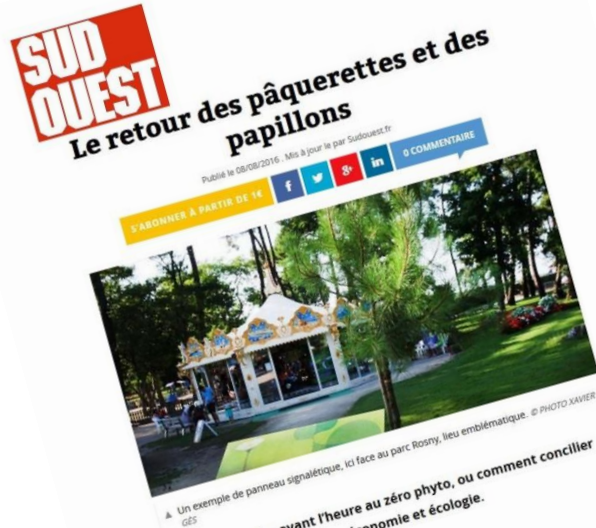 SUD
OUEST
Le retour des pâquerettes et des
papillons
Publié le 08/08/2016 . Mis à jour le par Sudouest.fr
S'ABONNER À PARTIR DE 1€
f
g+
in
0 COMMENTAIRE
Un exemple de panneau signalétique, ici face au parc Rosny, lieu emblématique. © PHOTO XAVIER
GÈS
avant l'heure au zéro phyto, ou comment concilier
et écologie.